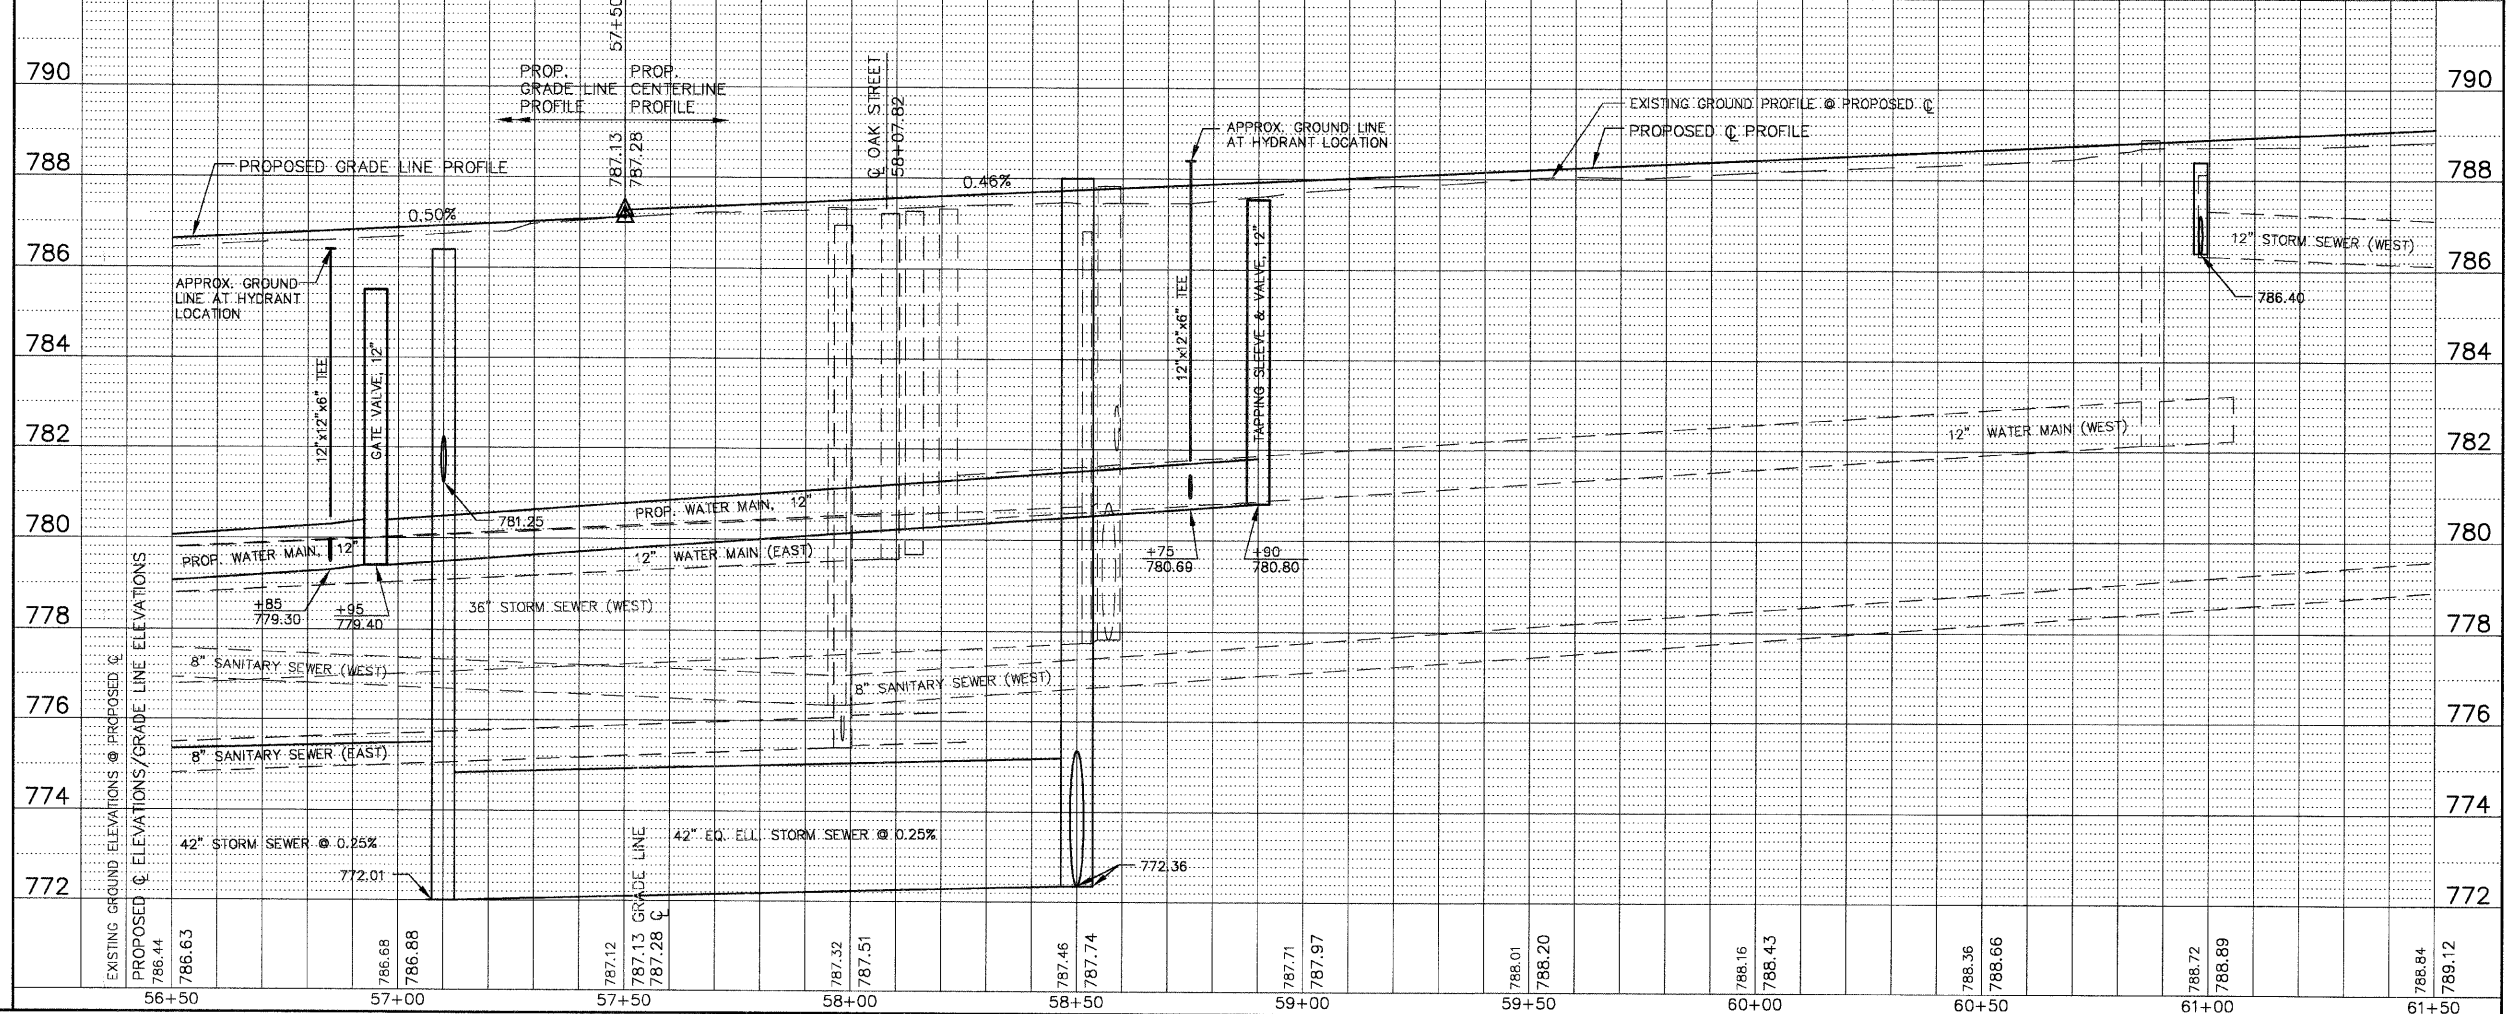 57+50
790
790
PROP.
GRADE LINE
PROFILE
PROP.
CENTERLINE
PROFILE
℄ OAK STREET
58+07.82
EXISTING GROUND PROFILE @ PROPOSED ℄
PROPOSED ℄ PROFILE
APPROX. GROUND LINE
AT HYDRANT LOCATION
787.13
787.28
788
788
PROPOSED GRADE LINE PROFILE
0.50%
0.46%
786
786
APPROX. GROUND
LINE AT HYDRANT
LOCATION
12" STORM SEWER (WEST)
786.40
784
784
12"x12"x6" TEE
GATE VALVE, 12"
12"x12"x6" TEE
TAPPING SLEEVE & VALVE, 12"
782
782
12" WATER MAIN (WEST)
781.25
PROP. WATER MAIN, 12"
780
780
PROP. WATER MAIN, 12"
12" WATER MAIN (EAST)
+75
780.69
+90
780.80
+85
779.30
+95
779.40
36" STORM SEWER (WEST)
778
778
8" SANITARY SEWER (WEST)
8" SANITARY SEWER (WEST)
776
776
8" SANITARY SEWER (EAST)
774
774
42" STORM SEWER @ 0.25%
42" EQ. ELL. STORM SEWER @ 0.25%
772.01
772.36
772
772
EXISTING GROUND ELEVATIONS @ PROPOSED ℄
PROPOSED ℄ ELEVATIONS/GRADE LINE ELEVATIONS
786.44
786.63
786.68
786.88
787.12
787.13 GRADE LINE
787.28 ℄
787.32
787.51
787.46
787.74
787.71
787.97
788.01
788.20
788.16
788.43
788.36
788.66
788.72
788.89
788.84
789.12
56+50
57+00
57+50
58+00
58+50
59+00
59+50
60+00
60+50
61+00
61+50